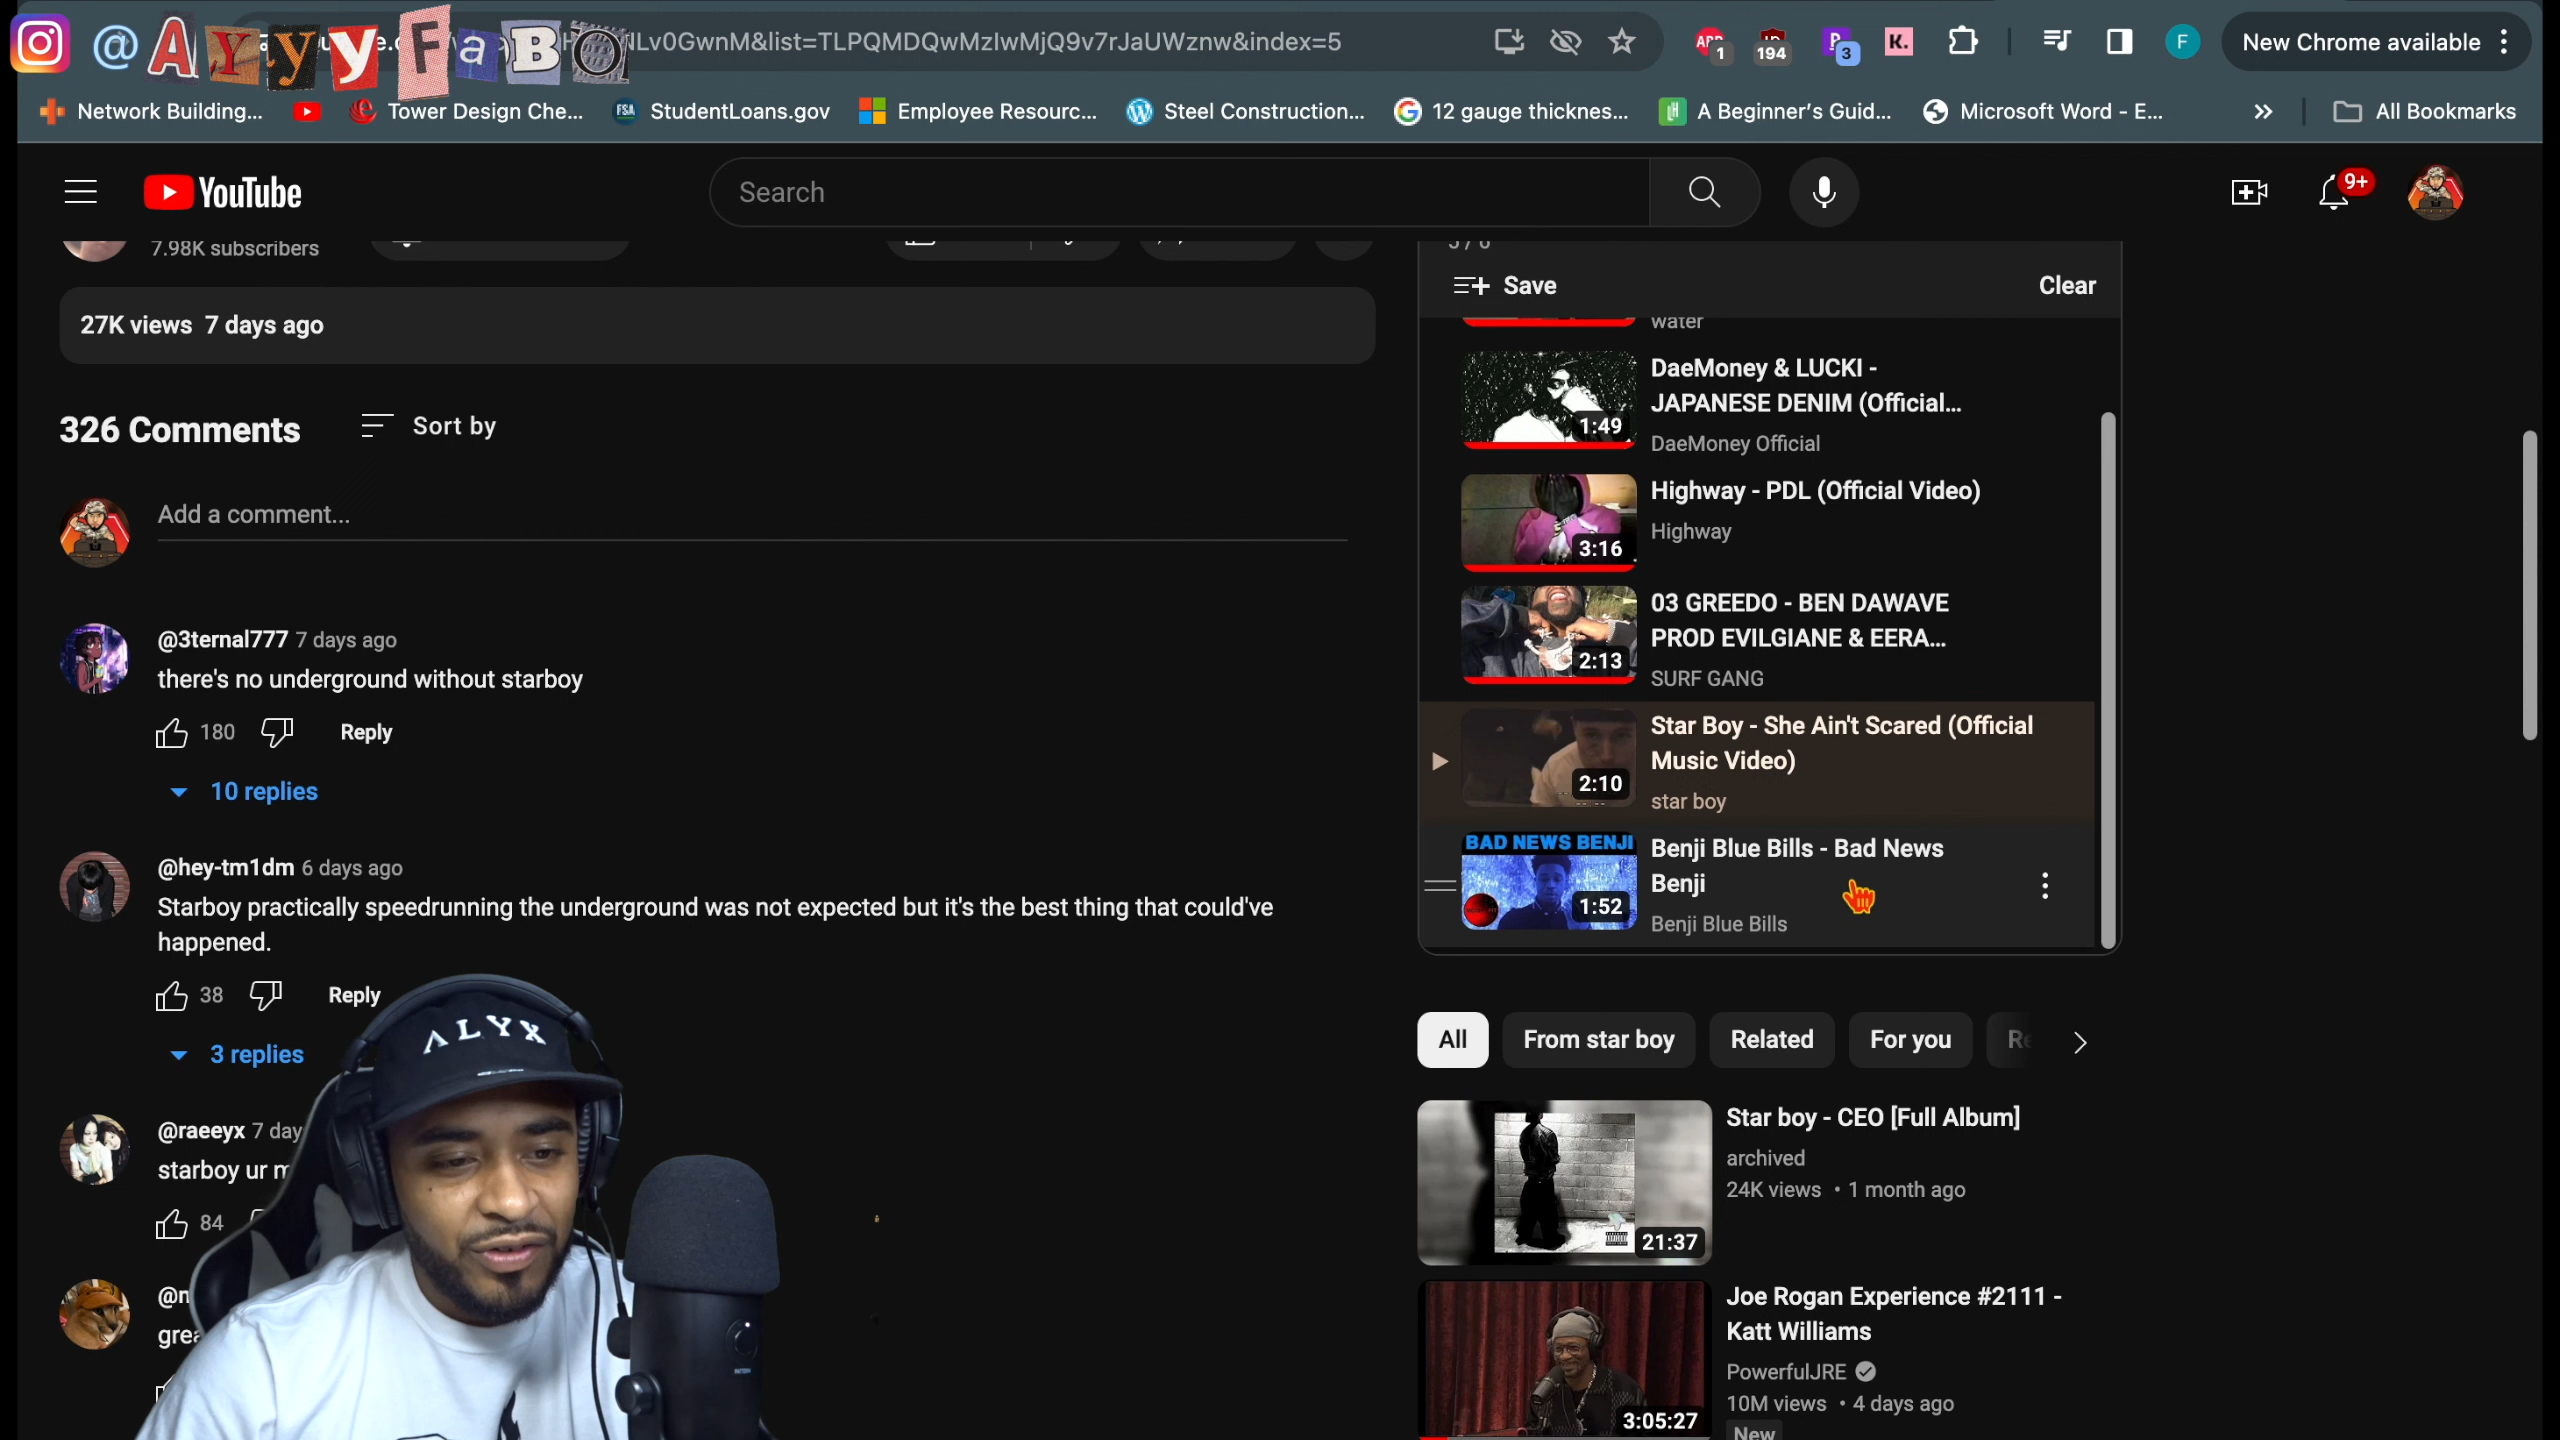 @AYyyFaBO
Lv0GwnM&list=TLPQMDQwMzIwMjQ9v7rJaUWznw&index=5
1
194
3
K.
F
New Chrome available
Network Building...
Tower Design Che...
FSA
StudentLoans.gov
Employee Resourc...
Steel Construction...
12 gauge thicknes...
A Beginner's Guid...
Microsoft Word - E...
All Bookmarks
YouTube
Search
9+
7.98K subscribers
27K views 7 days ago
326 Comments
Sort by
Add a comment...
@3ternal777 7 days ago
there's no underground without starboy
180
Reply
10 replies
@hey-tm1dm 6 days ago
Starboy practically speedrunning the underground was not expected but it's the best thing that could've
happened.
38
Reply
3 replies
@raeeyx 7 day
starboy ur
84
ALYX
Save
Clear
water
DaeMoney & LUCKI -
JAPANESE DENIM (Official...
DaeMoney Official
1:49
Highway - PDL (Official Video)
Highway
3:16
03 GREEDO - BEN DAWAVE
PROD EVILGIANE & EERA...
SURF GANG
2:13
Star Boy - She Ain't Scared (Official
Music Video)
star boy
2:10
BAD NEWS BENJI
Benji Blue Bills - Bad News
Benji
Benji Blue Bills
1:52
All
From star boy
Related
For you
Star boy - CEO [Full Album]
archived
24K views • 1 month ago
21:37
Joe Rogan Experience #2111 -
Katt Williams
PowerfulJRE
10M views • 4 days ago
New
3:05:27